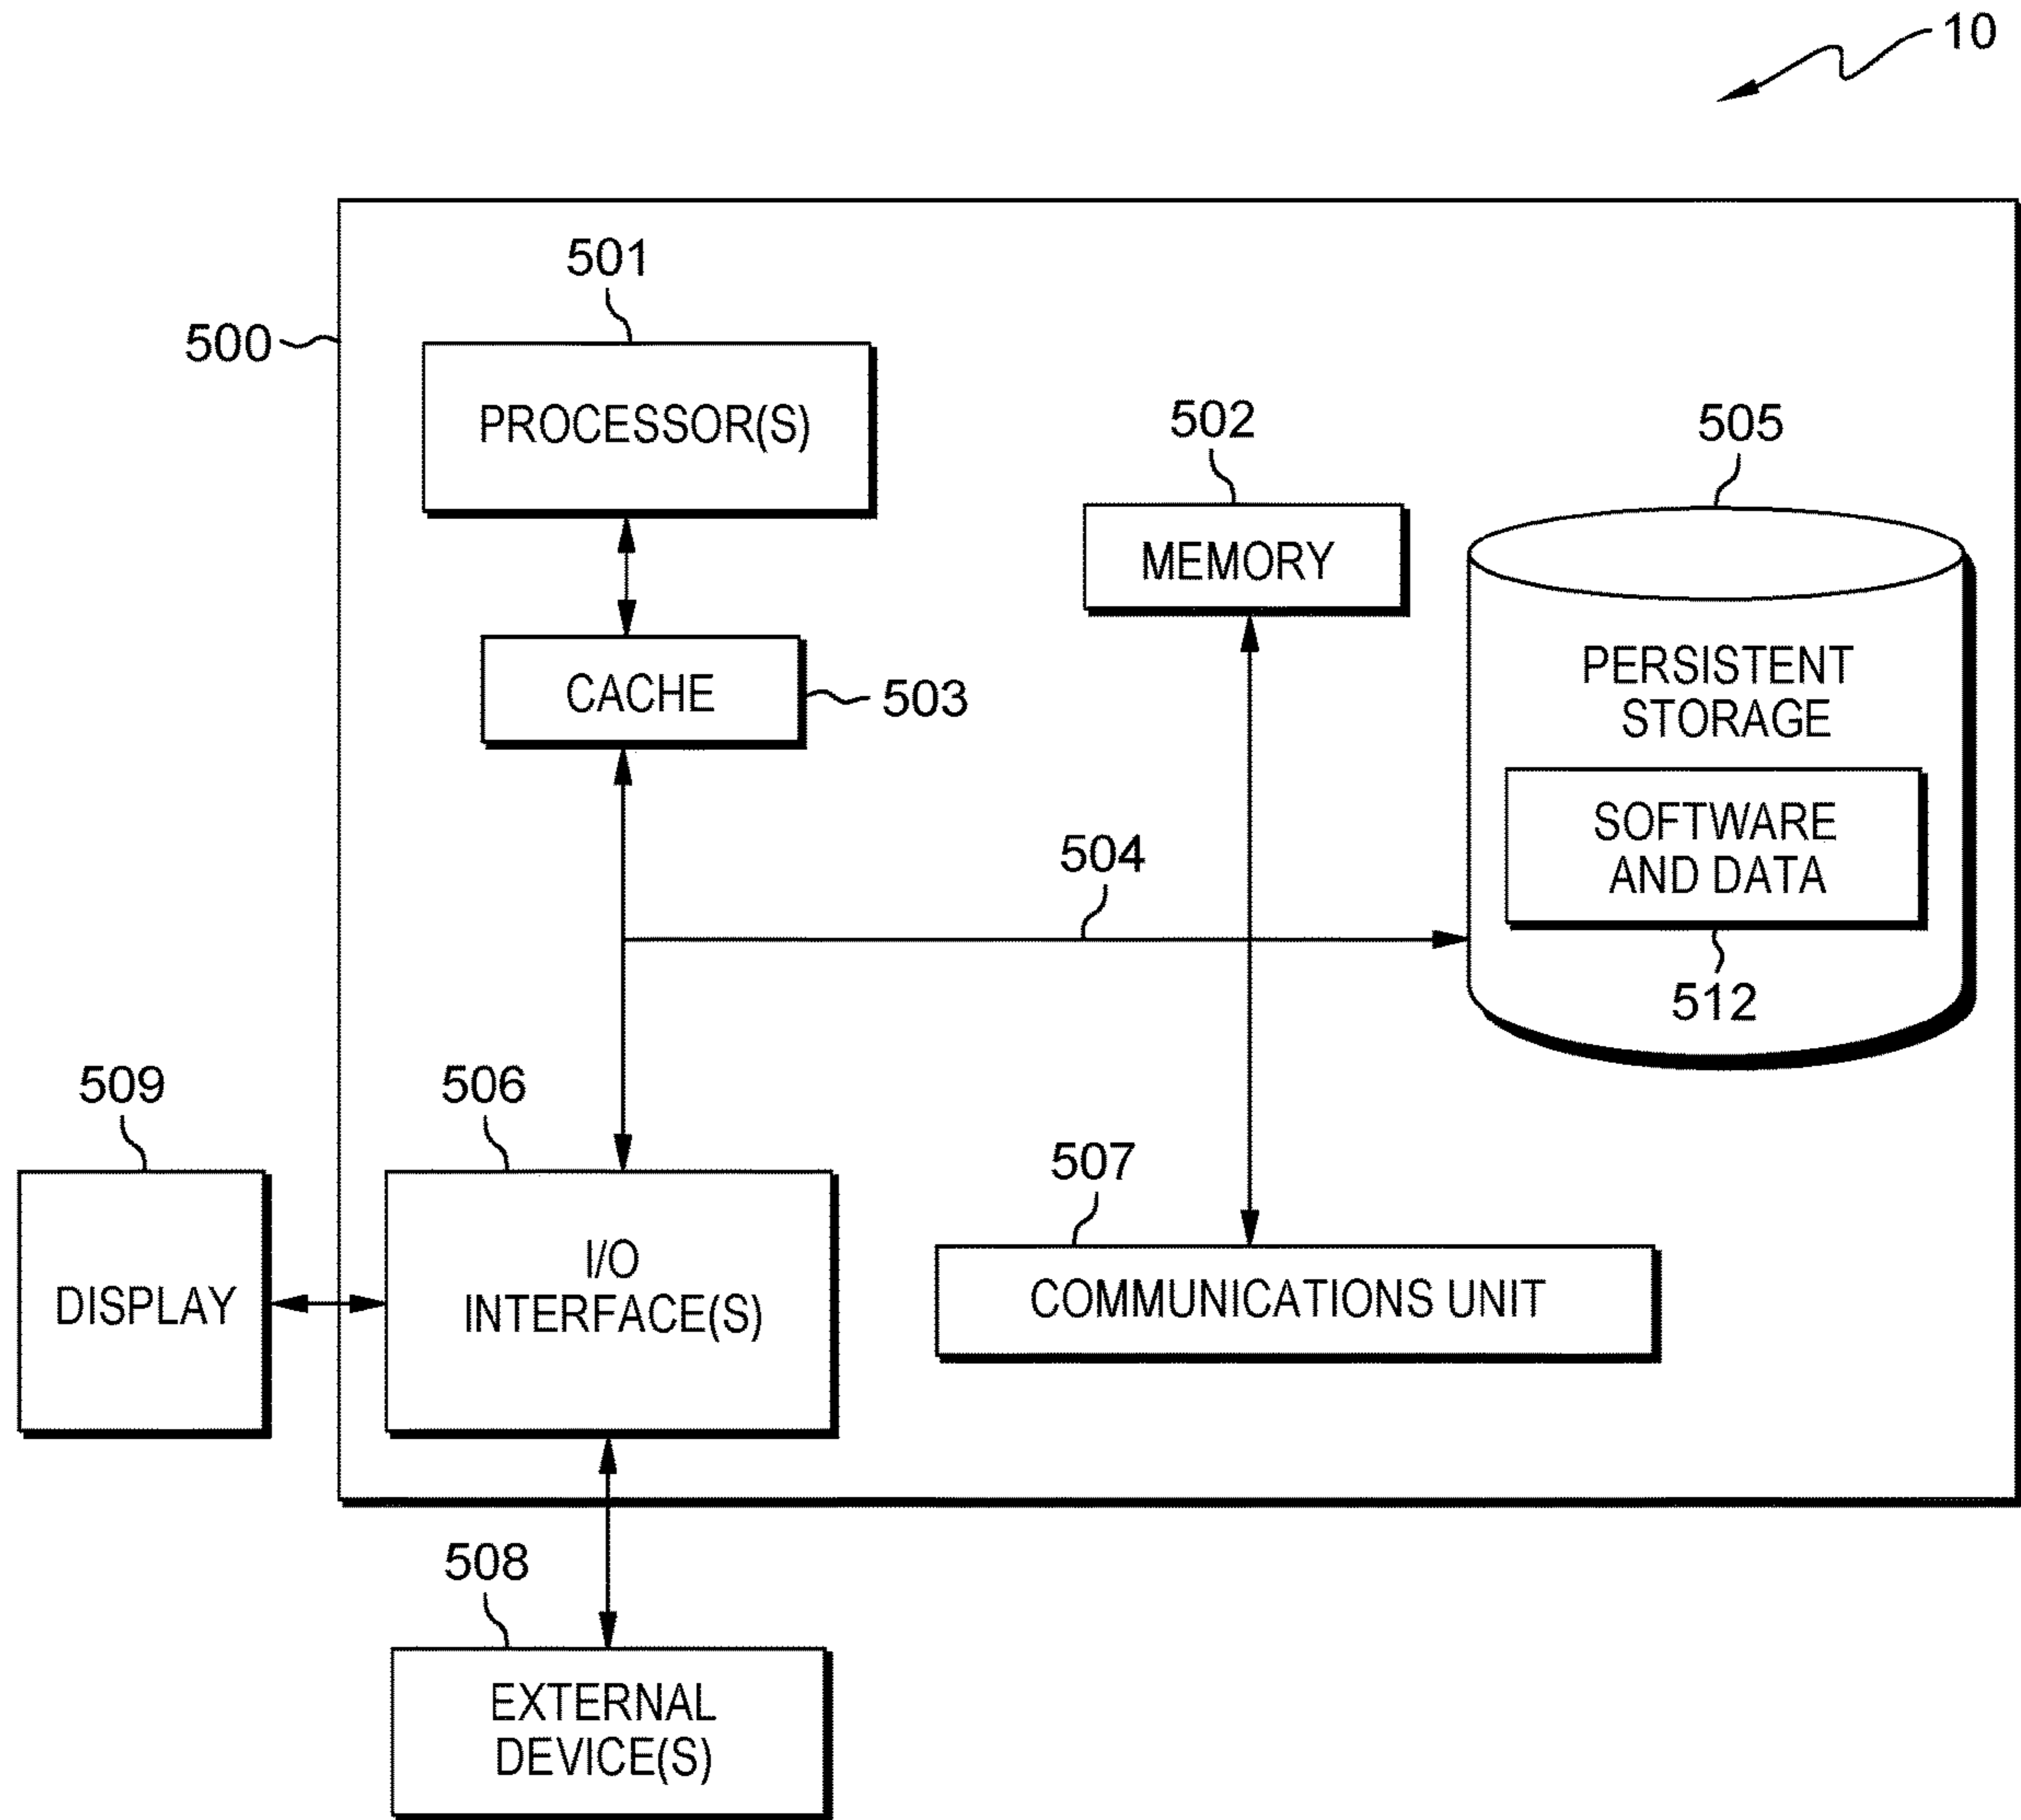 10
501
500
PROCESSOR(S)
502
505
MEMORY
CACHE
503
PERSISTENT
STORAGE
SOFTWARE
AND DATA
504
512
509
506
507
DISPLAY
I/O
INTERFACE(S)
COMMUNICATIONS UNIT
508
EXTERNAL
DEVICE(S)